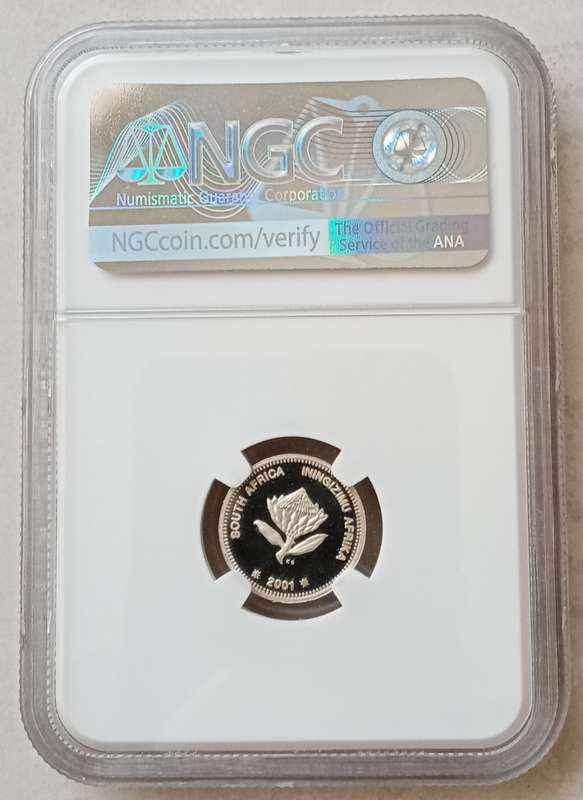 NGC
Numismatic Guaranty Corporation
NGCcoin.com/verify
The Official Grading
Service of the ANA
SOUTH AFRICA ININGIZIMU AFRIKA
2001